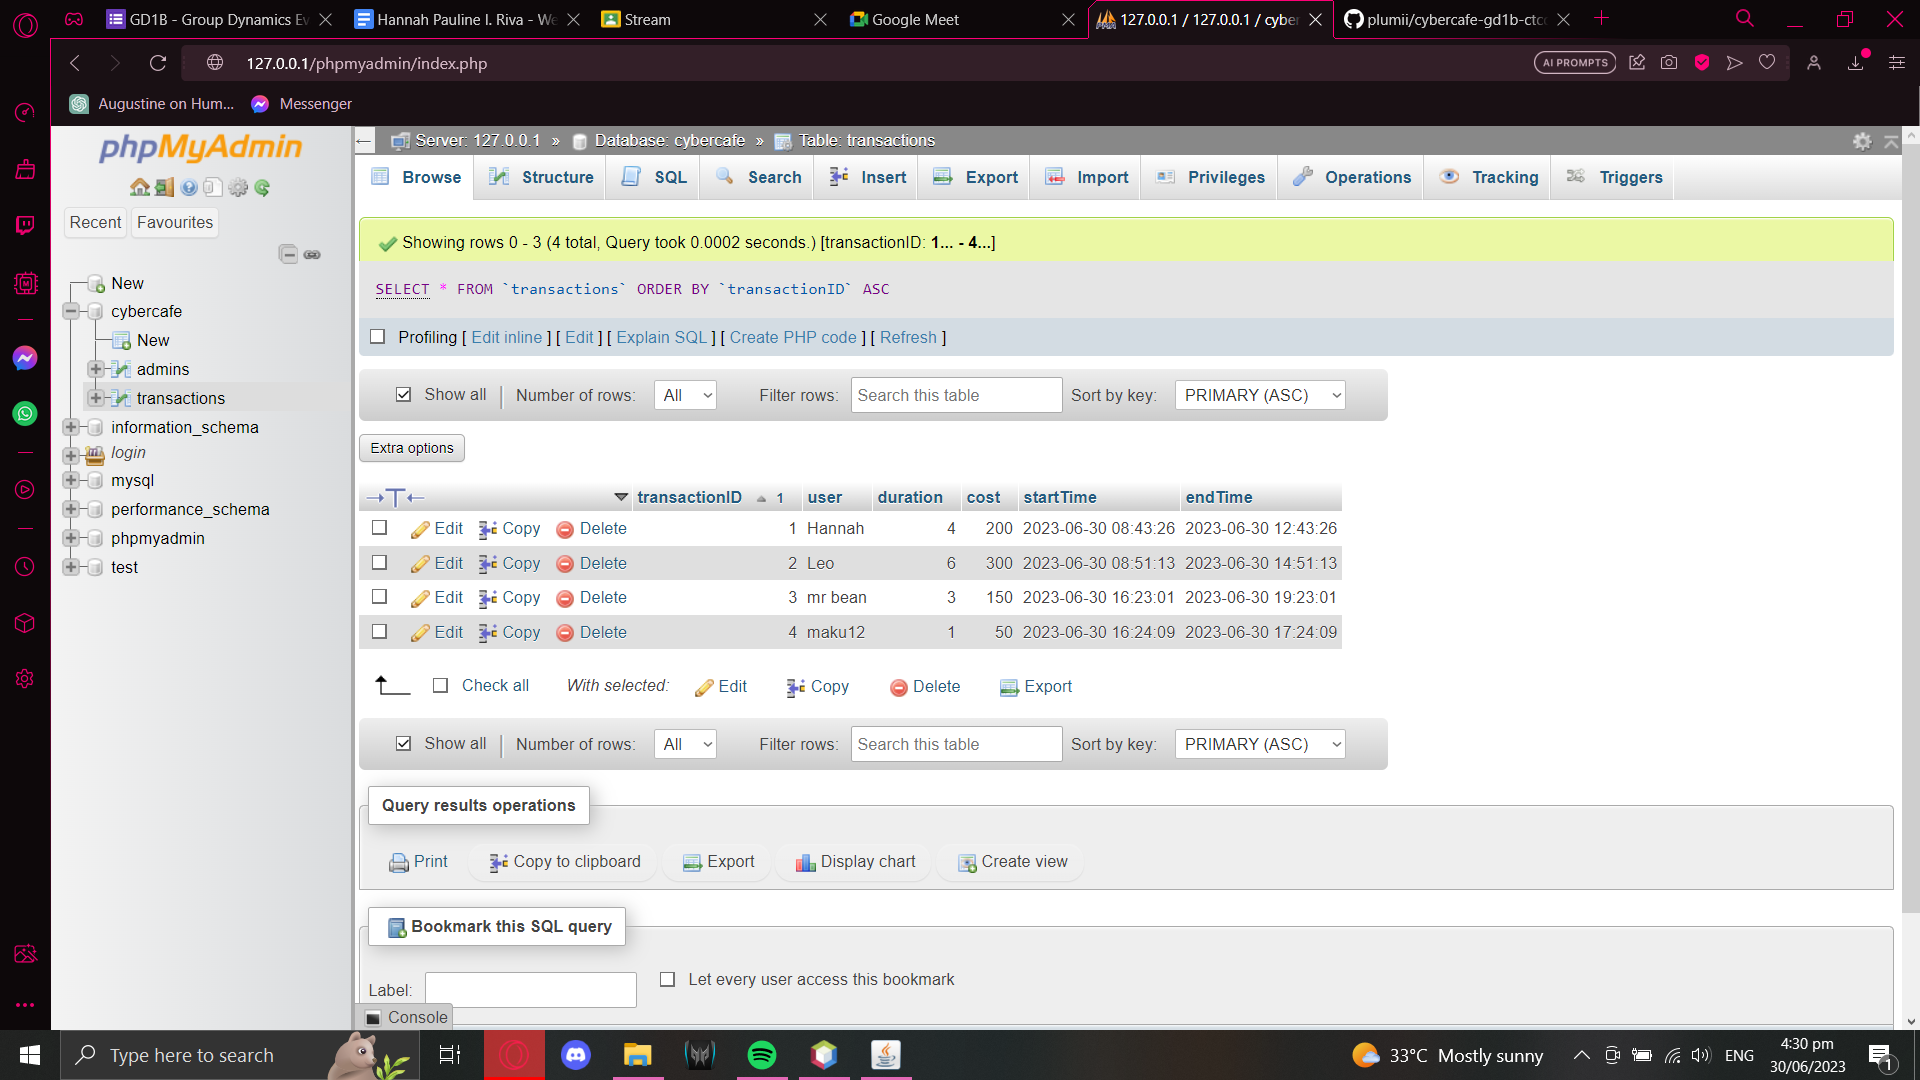 GD1B - Group Dynamics Ev
Hannah Pauline I. Riva - We
Stream
Google Meet
127.0.0.1 / 127.0.0.1 / cyber
plumii/cybercafe-gd1b-ctc
127.0.0.1/phpmyadmin/index.php
AI PROMPTS
Augustine on Hum...
Messenger
phpMyAdmin
Recent
Favourites
New
cybercafe
New
admins
transactions
information_schema
login
mysql
performance_schema
phpmyadmin
test
Server: 127.0.0.1 » Database: cybercafe » Table: transactions
Browse
Structure
SQL
Search
Insert
Export
Import
Privileges
Operations
Tracking
Triggers
Showing rows 0 - 3 (4 total, Query took 0.0002 seconds.) [transactionID: 1... - 4...]
SELECT * FROM `transactions` ORDER BY `transactionID` ASC
Profiling [ Edit inline ] [ Edit ] [ Explain SQL ] [ Create PHP code ] [ Refresh ]
Show all
Number of rows:
All
Filter rows:
Search this table
Sort by key:
PRIMARY (ASC)
Extra options
transactionID 1 user duration cost startTime endTime
Edit Copy Delete 1 Hannah 4 200 2023-06-30 08:43:26 2023-06-30 12:43:26
Edit Copy Delete 2 Leo 6 300 2023-06-30 08:51:13 2023-06-30 14:51:13
Edit Copy Delete 3 mr bean 3 150 2023-06-30 16:23:01 2023-06-30 19:23:01
Edit Copy Delete 4 maku12 1 50 2023-06-30 16:24:09 2023-06-30 17:24:09
Check all
With selected:
Edit
Copy
Delete
Export
Show all
Number of rows:
All
Filter rows:
Search this table
Sort by key:
PRIMARY (ASC)
Query results operations
Print
Copy to clipboard
Export
Display chart
Create view
Bookmark this SQL query
Label:
Let every user access this bookmark
Console
Type here to search
33°C Mostly sunny
ENG
4:30 pm
30/06/2023
1